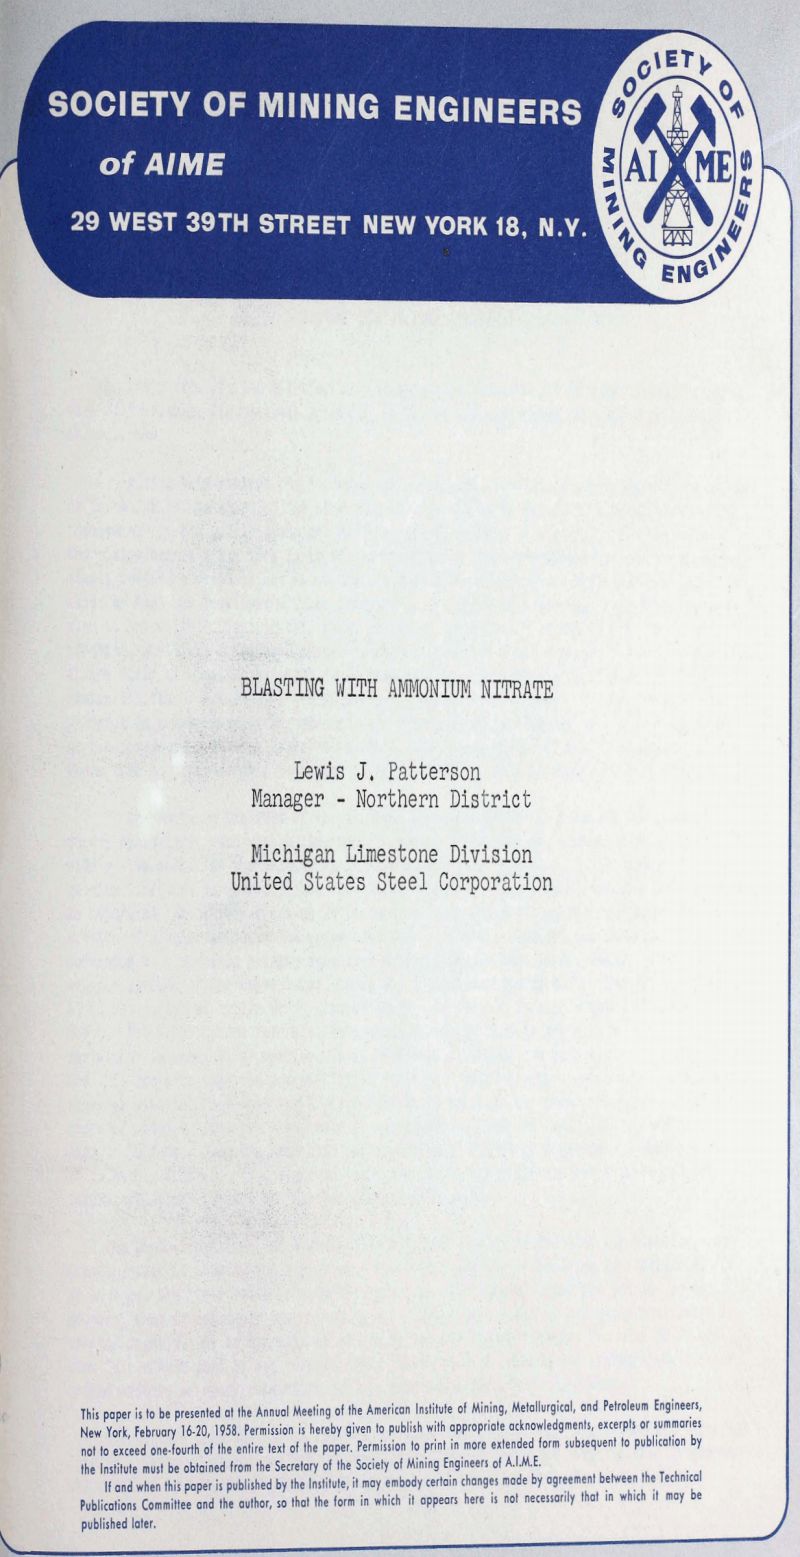 SOCIETY OF MINING ENGINEERS
of AIME
29 WEST 39TH STREET NEW YORK 18, N.Y.
SOCIETY OF
MINING ENGINEERS
AI ME
BLASTING WITH AMMONIUM NITRATE
Lewis J. Patterson
Manager - Northern District
Michigan Limestone Division
United States Steel Corporation
This paper is to be presented at the Annual Meeting of the American Institute of Mining, Metallurgical, and Petroleum Engineers,
New York, February 16-20, 1958. Permission is hereby given to publish with appropriate acknowledgments, excerpts or summaries
not to exceed one-fourth of the entire text of the paper. Permission to print in more extended form subsequent to publication by
the Institute must be obtained from the Secretary of the Society of Mining Engineers of A.I.M.E.
If and when this paper is published by the Institute, it may embody certain changes made by agreement between the Technical
Publications Committee and the author, so that the form in which it appears here is not necessarily that in which it may be
published later.